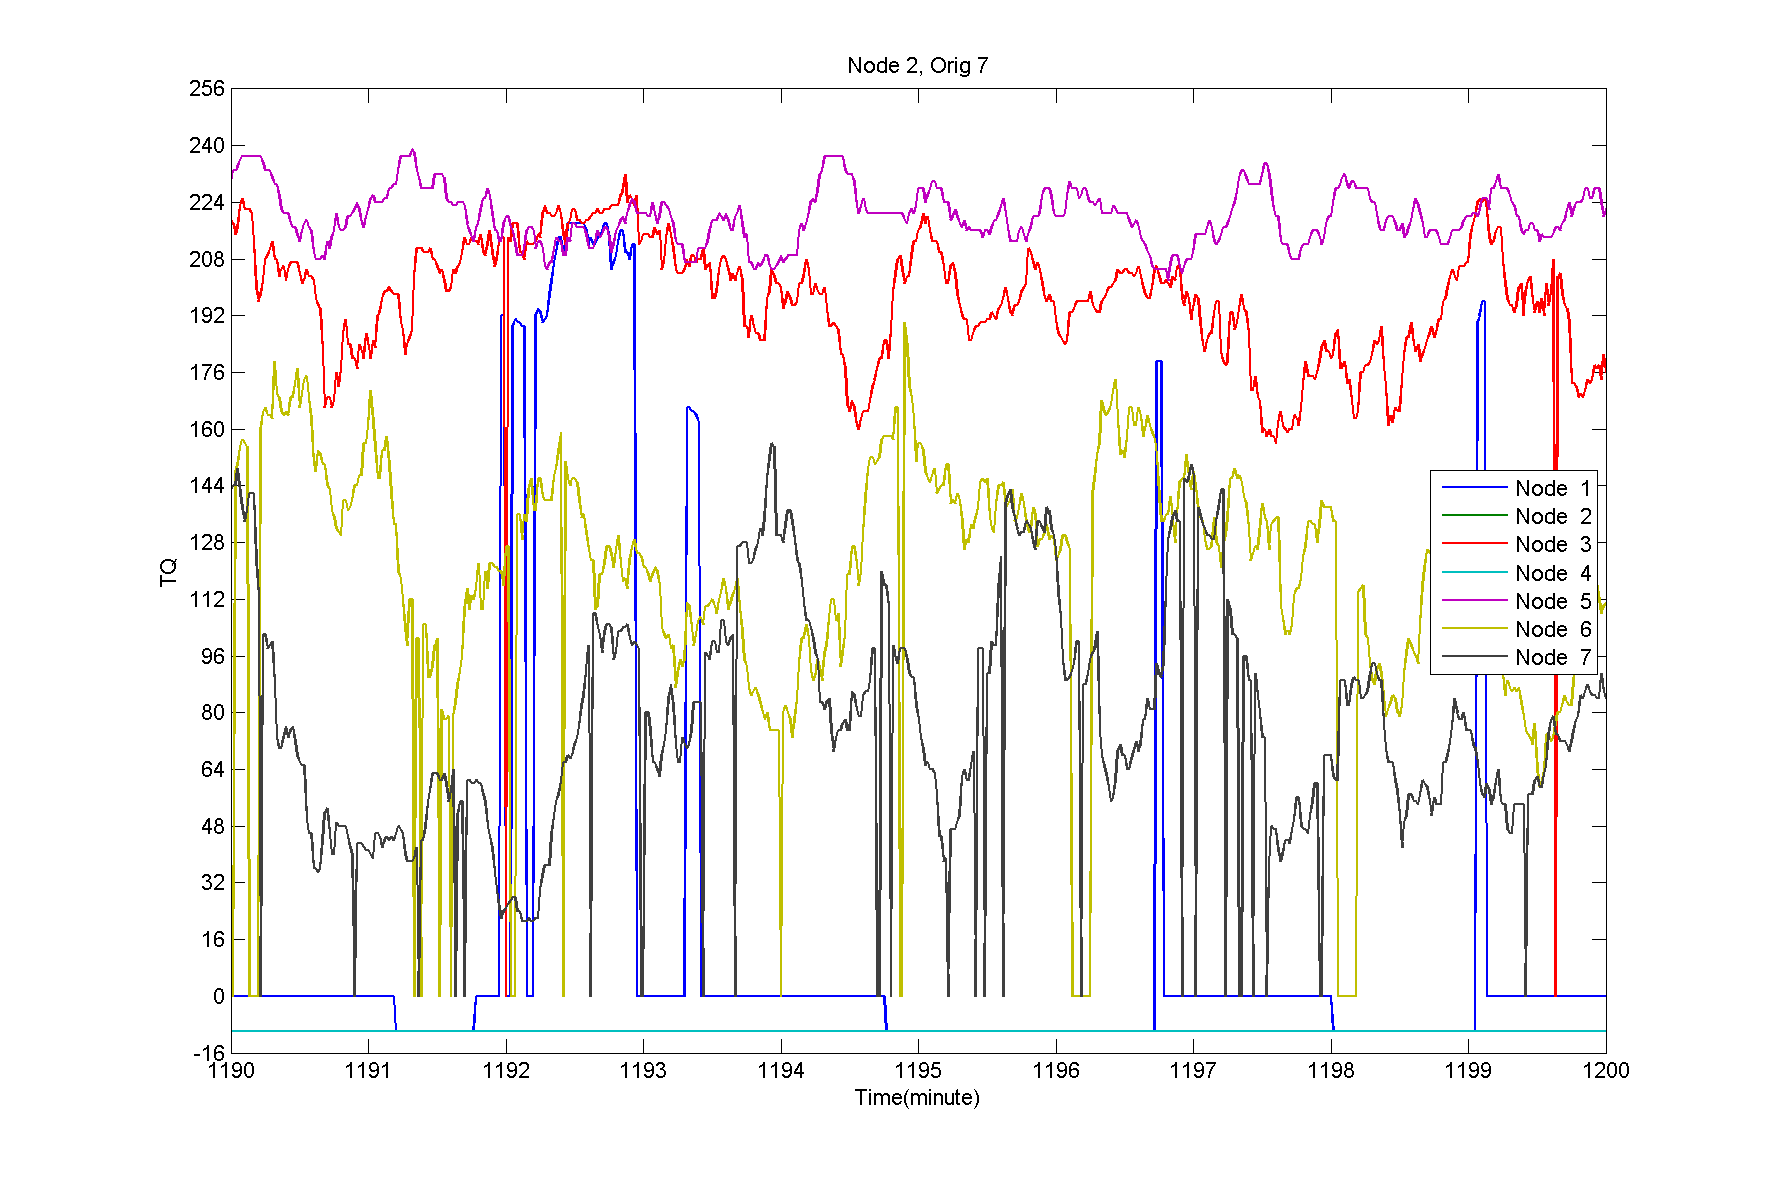 Node 2, Orig 7
256
240
224
208
192
176
160
144
128
112
96
80
64
48
32
16
0
-16
TQ
Node 1
Node 2
Node 3
Node 4
Node 5
Node 6
Node 7
1190 1191 1192 1193 1194 1195 1196 1197 1198 1199 1200
Time(minute)